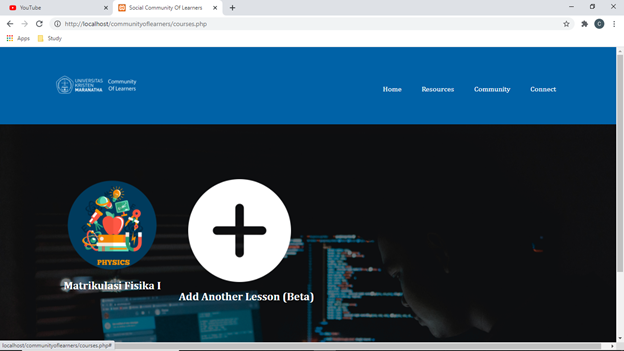 YouTube
Social Community Of Learners
http://localhost/communityoflearners/courses.php
C
Apps
Study
UNIVERSITAS
KRISTEN
MARANATHA
Community
Of Learners
Home
Resources
Community
Connect
PHYSICS
Matrikulasi Fisika I
Add Another Lesson (Beta)
localhost/communityoflearners/courses.php#